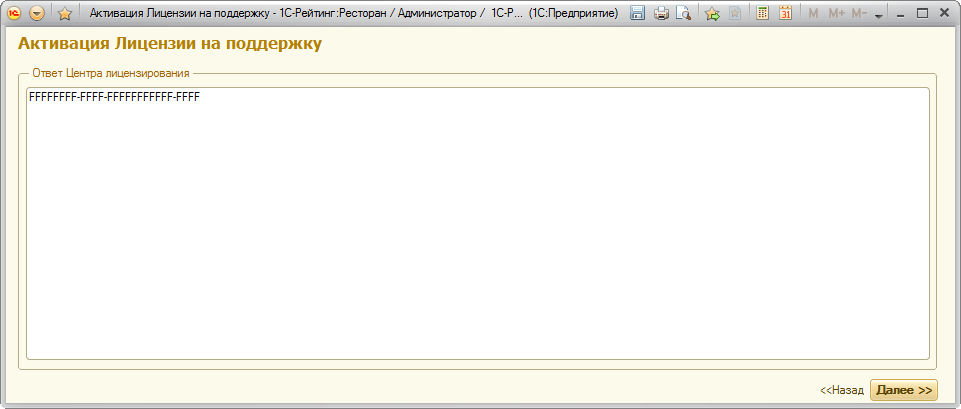 Активация Лицензии на поддержку - 1С-Рейтинг:Ресторан / Администратор / 1С-Р... (1С:Предприятие) M M+ M-
Активация Лицензии на поддержку
Ответ Центра лицензирования
FFFFFFFF-FFFF-FFFFFFFFFFF-FFFF
<<Назад Далее >>